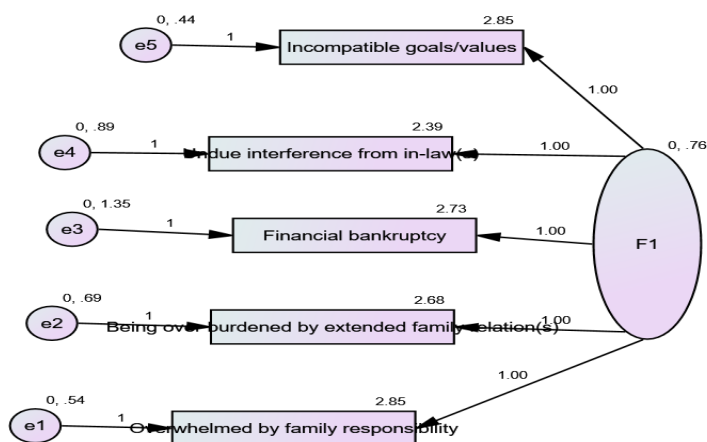 0, .44
e5
1
2.85
Incompatible goals/values
1.00
0, .89
e4
1
2.39
Undue interference from in-law(s)
1.00
0, .76
F1
0, 1.35
e3
1
2.73
Financial bankruptcy
1.00
0, .69
e2
1
2.68
Being over burdened by extended family relation(s)
1.00
0, .54
e1
1
2.85
Overwhelmed by family responsibility
1.00